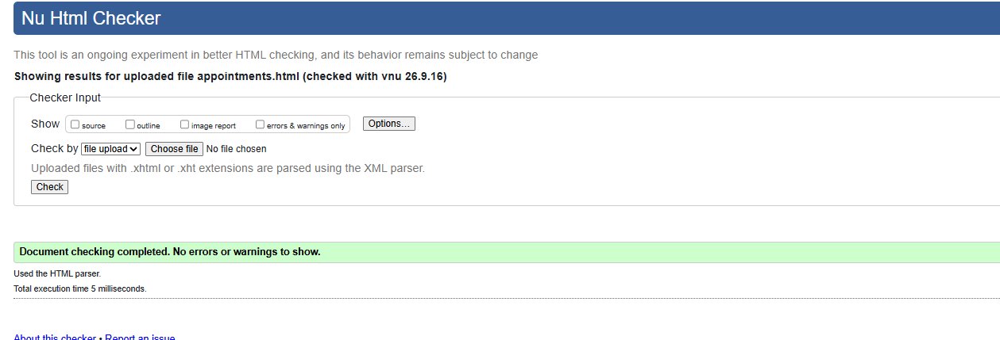 Nu Html Checker
This tool is an ongoing experiment in better HTML checking, and its behavior remains subject to change
Showing results for uploaded file appointments.html (checked with vnu 26.9.16)
Checker Input
Show source outline image report errors & warnings only Options...
Check by file upload Choose file No file chosen
Uploaded files with .xhtml or .xht extensions are parsed using the XML parser.
Check
Document checking completed. No errors or warnings to show.
Used the HTML parser.
Total execution time 5 milliseconds.
About this checker • Report an issue